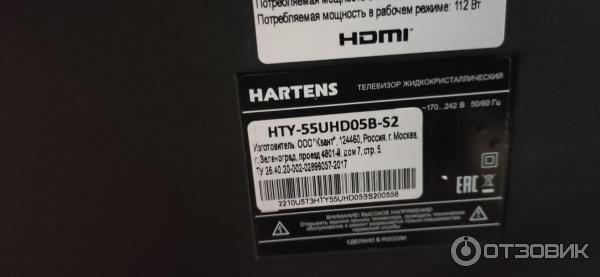 Потребляемая мощность в рабочем режиме: 112 Вт
HDMI
HARTENS
ТЕЛЕВИЗОР ЖИДКОКРИСТАЛЛИЧЕСКИЙ
~170...242 В 50/60 Гц
HTY-55UHD05B-S2
Изготовитель ООО "Квант", 124460, Россия, г. Москва,
г. Зеленоград, проезд 4801-й, дом 7, стр. 5.
ТУ 26.40.20-002-02896057-2017
2210U5T3HTY55UHD05BS200558
EAC
ВНИМАНИЕ! ВЫСОКОЕ НАПРЯЖЕНИЕ!
СДЕЛАНО В РОССИИ
ОТЗОВИК